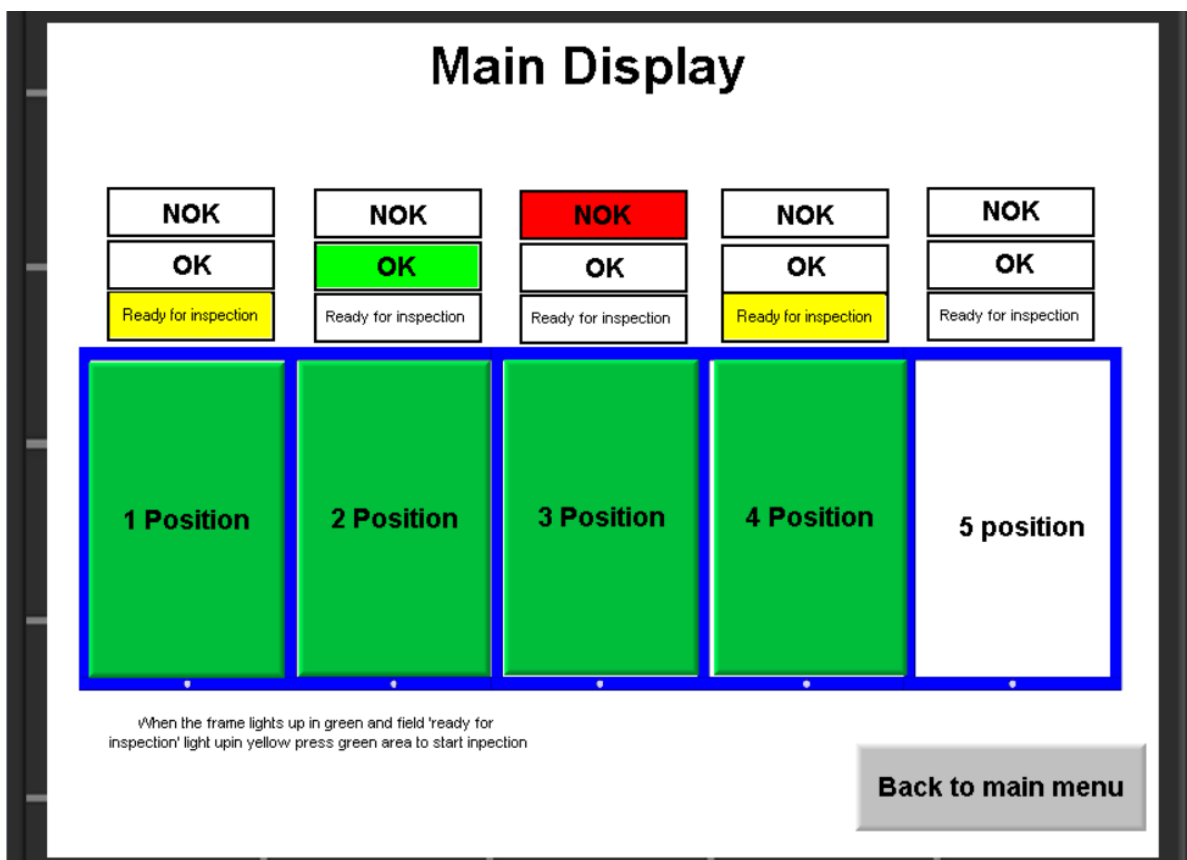 Main Display
NOK NOK NOK NOK NOK
OK OK OK OK OK
Ready for inspection Ready for inspection Ready for inspection Ready for inspection Ready for inspection
1 Position 2 Position 3 Position 4 Position 5 position
When the frame lights up in green and field 'ready for
inspection' light upin yellow press green area to start inpection
Back to main menu